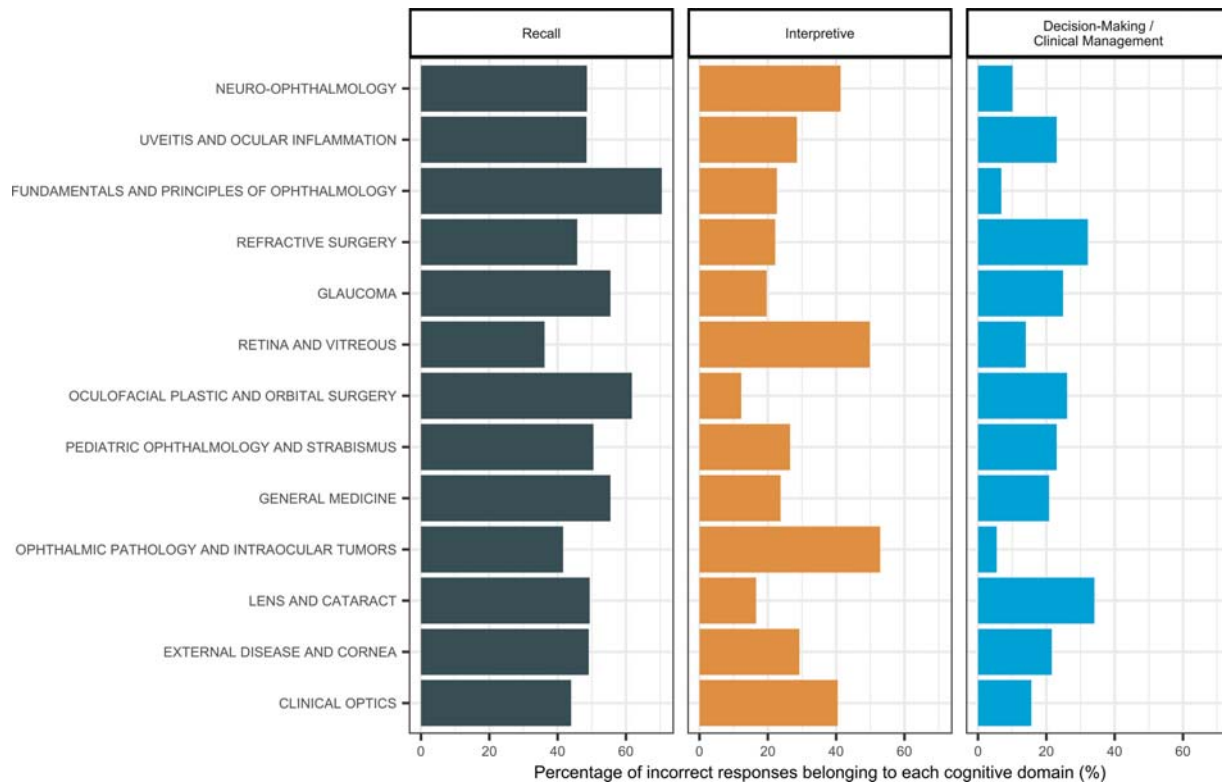 Recall
Interpretive
Decision-Making /
Clinical Management
NEURO-OPHTHALMOLOGY
UVEITIS AND OCULAR INFLAMMATION
FUNDAMENTALS AND PRINCIPLES OF OPHTHALMOLOGY
REFRACTIVE SURGERY
GLAUCOMA
RETINA AND VITREOUS
OCULOFACIAL PLASTIC AND ORBITAL SURGERY
PEDIATRIC OPHTHALMOLOGY AND STRABISMUS
GENERAL MEDICINE
OPHTHALMIC PATHOLOGY AND INTRAOCULAR TUMORS
LENS AND CATARACT
EXTERNAL DISEASE AND CORNEA
CLINICAL OPTICS
0 20 40 60 0 20 40 60 0 20 40 60
Percentage of incorrect responses belonging to each cognitive domain (%)